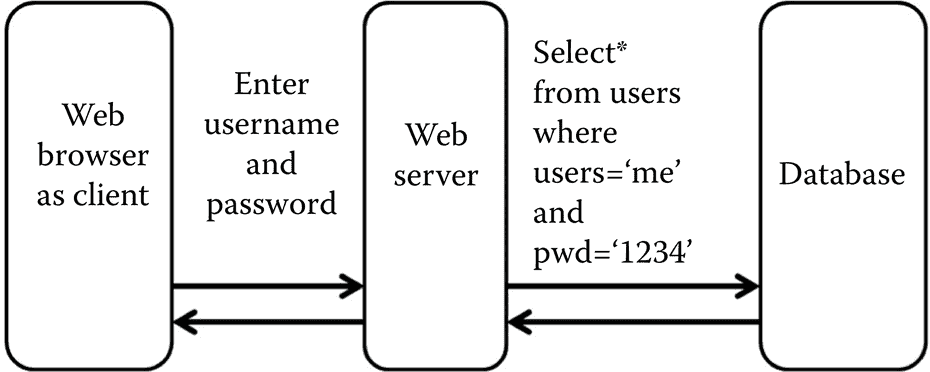 Web
browser
as client
Enter
username
and
password
Web
server
Select*
from users
where
users=‘me’
and
pwd=‘1234’
Database